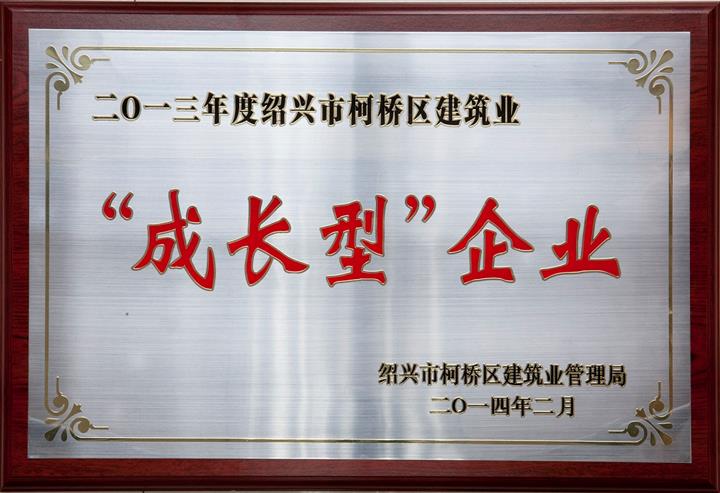 二〇一三年度绍兴市柯桥区建筑业
“成长型”企业
绍兴市柯桥区建筑业管理局
二〇一四年二月